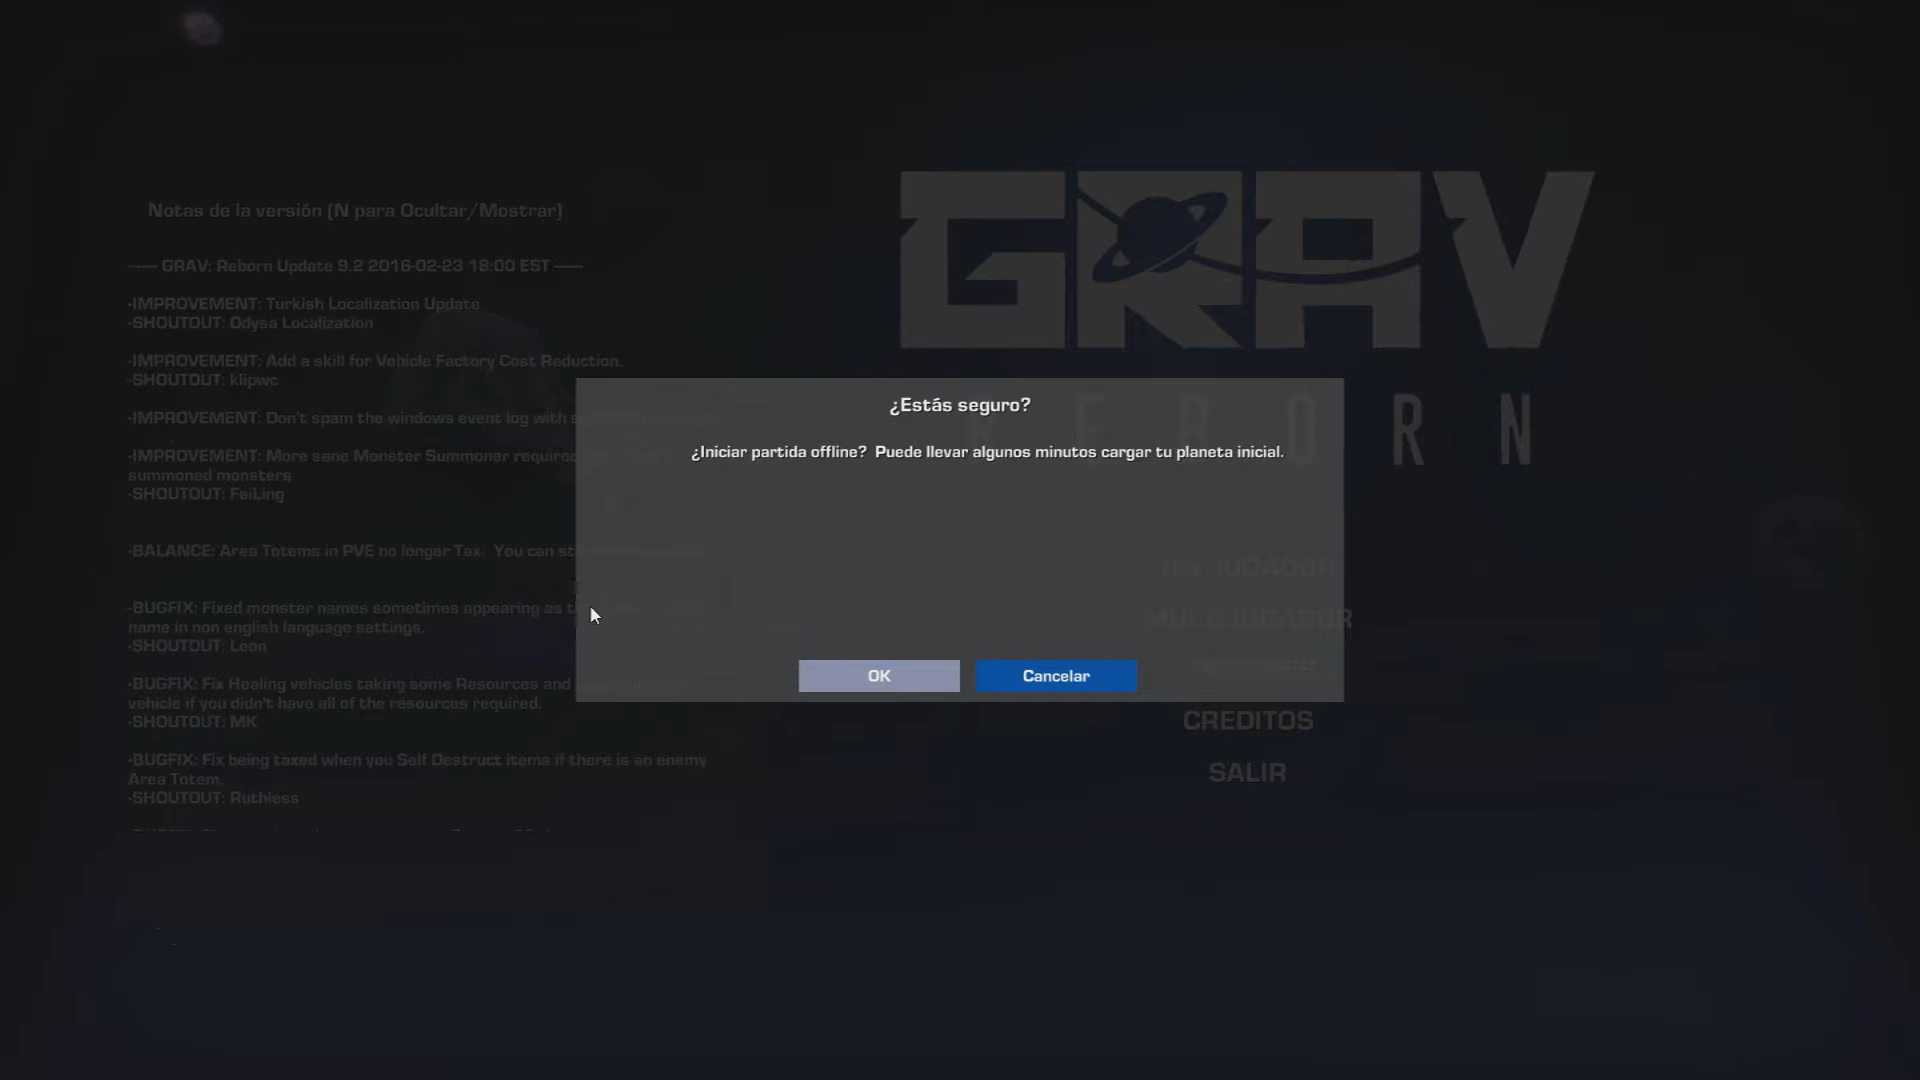 Notas de la versión (N para Ocultar/Mostrar)
----- GRAV: Reborn Update 9.2 2016-02-23 18:00 EST -----
-IMPROVEMENT: Turkish Localization Update
-SHOUTOUT: Odysa Localization
-IMPROVEMENT: Add a skill for Vehicle Factory Cost Reduction.
-SHOUTOUT: klipwc
-IMPROVEMENT: Don't spam the windows event log with
-IMPROVEMENT: More sane Monster Summoner
summoned monsters
-SHOUTOUT: FeiLing
-BALANCE: Area Totems in PVE no longer Tax. You can
-BUGFIX: Fixed monster names sometimes appearing as
name in non english language settings.
-SHOUTOUT: Leon
-BUGFIX: Fix Healing vehicles taking some Resources and
vehicle if you didn't have all of the resources required.
-SHOUTOUT: MK
-BUGFIX: Fix being taxed when you Self Destruct items if there is an enemy
Area Totem.
-SHOUTOUT: Ruthless
GRAV
REBORN
¿Estás seguro?
¿Iniciar partida offline? Puede llevar algunos minutos cargar tu planeta inicial.
UN JUGADOR
MULTIJUGADOR
OK
Cancelar
CREDITOS
SALIR